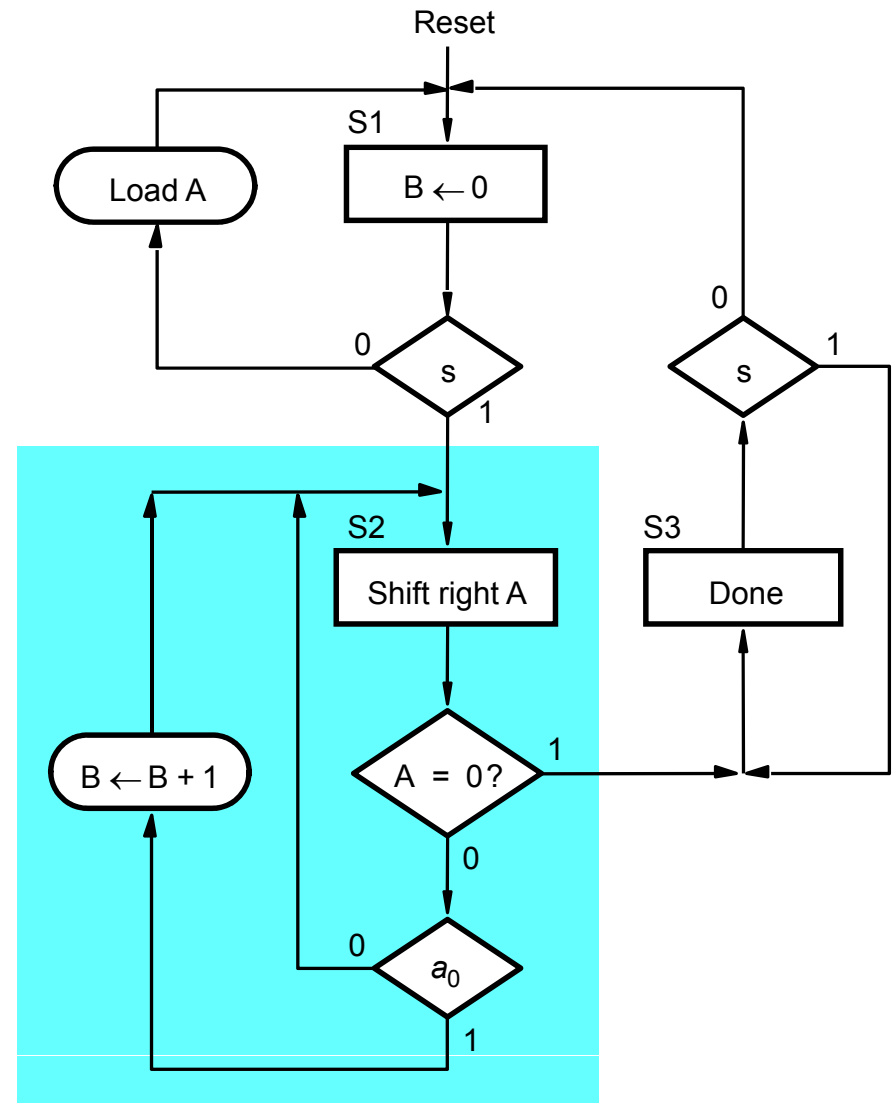 Reset
S1
Load A
B ← 0
0
s
1
0
s
1
S2
Shift right A
S3
Done
B ← B + 1
A = 0?
1
0
0
a0
1